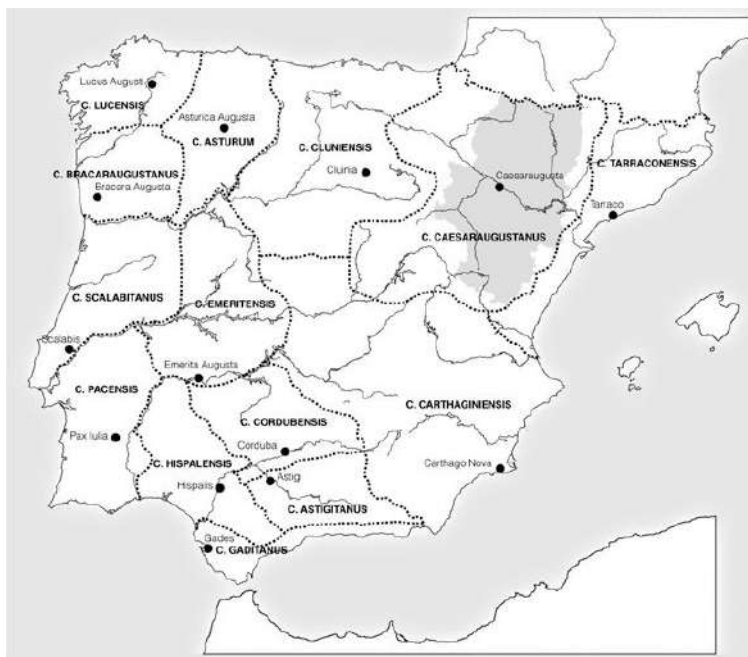 Lucus Augusti
C. LUCENSIS
Asturica Augusta
C. ASTURUM
C. CLUNIENSIS
Clunia
C. BRACARAUGUSTANUS
Bracara Augusta
C. TARRACONENSIS
Caesaraugusta
Tarraco
C. CAESARAUGUSTANUS
C. SCALABITANUS
C. EMERITENSIS
Scalabis
Emerita Augusta
C. PACENSIS
C. CARTHAGINIENSIS
C. CORDUBENSIS
Pax Iulia
Corduba
C. HISPALENSIS
Carthago Nova
Astigi
Hispalis
C. ASTIGITANUS
Gades
C. GADITANUS